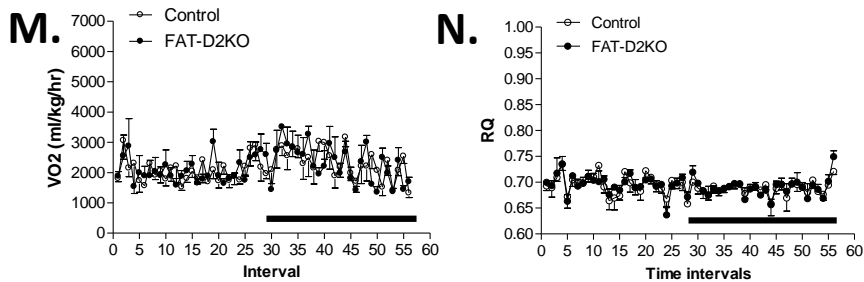 M.
Control
FAT-D2KO
VO2 (ml/kg/hr)
7000
6000
5000
4000
3000
2000
1000
0
0 5 10 15 20 25 30 35 40 45 50 55 60
Interval
N.
Control
FAT-D2KO
RQ
1.00
0.95
0.90
0.85
0.80
0.75
0.70
0.65
0.60
0 5 10 15 20 25 30 35 40 45 50 55 60
Time intervals